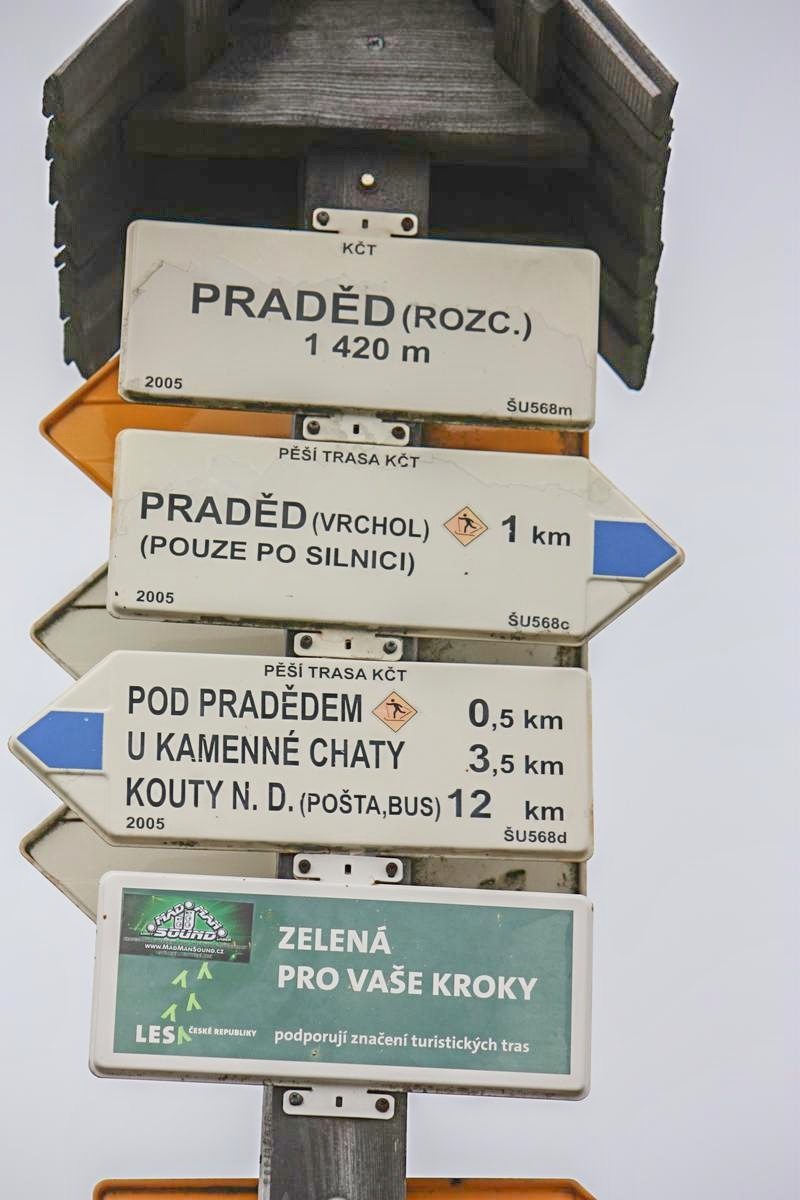 KČT
PRADĚD (ROZC.)
1 420 m
2005 ŠU568m
PĚŠÍ TRASA KČT
PRADĚD (VRCHOL) 1 km
(POUZE PO SILNICI)
2005 ŠU568c
PĚŠÍ TRASA KČT
POD PRADĚDEM 0,5 km
U KAMENNÉ CHATY 3,5 km
KOUTY N. D. (POŠTA,BUS) 12 km
2005 ŠU568d
MAD MAN
SOUND
www.MadManSound.cz
ZELENÁ
PRO VAŠE KROKY
LESY ČESKÉ REPUBLIKY
podporují značení turistických tras